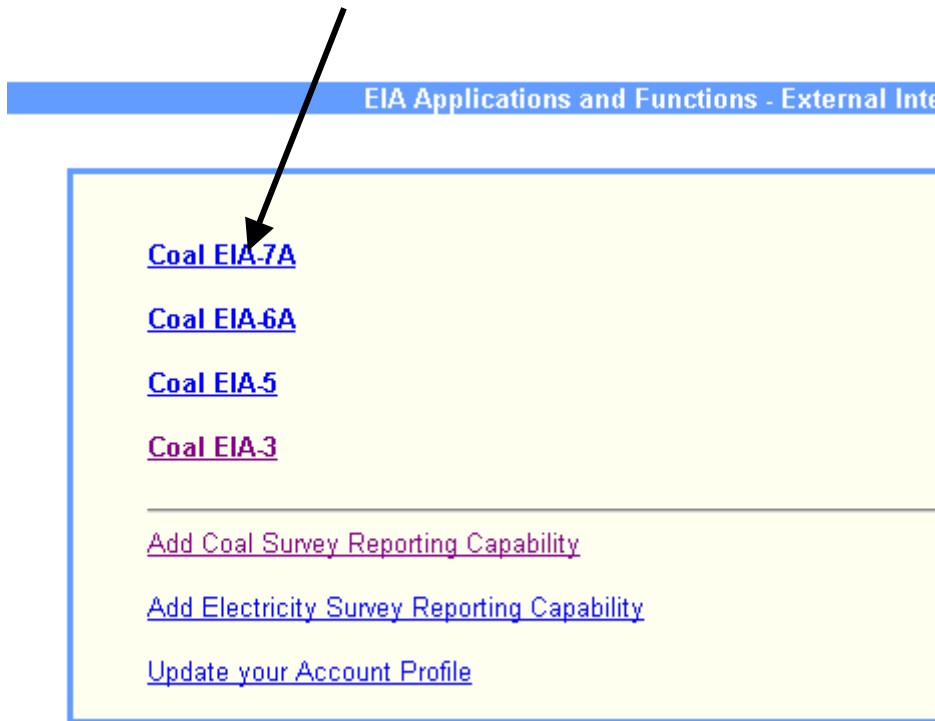 EIA Applications and Functions - External Inte
Coal EIA-7A
Coal EIA-6A
Coal EIA-5
Coal EIA-3
Add Coal Survey Reporting Capability
Add Electricity Survey Reporting Capability
Update your Account Profile